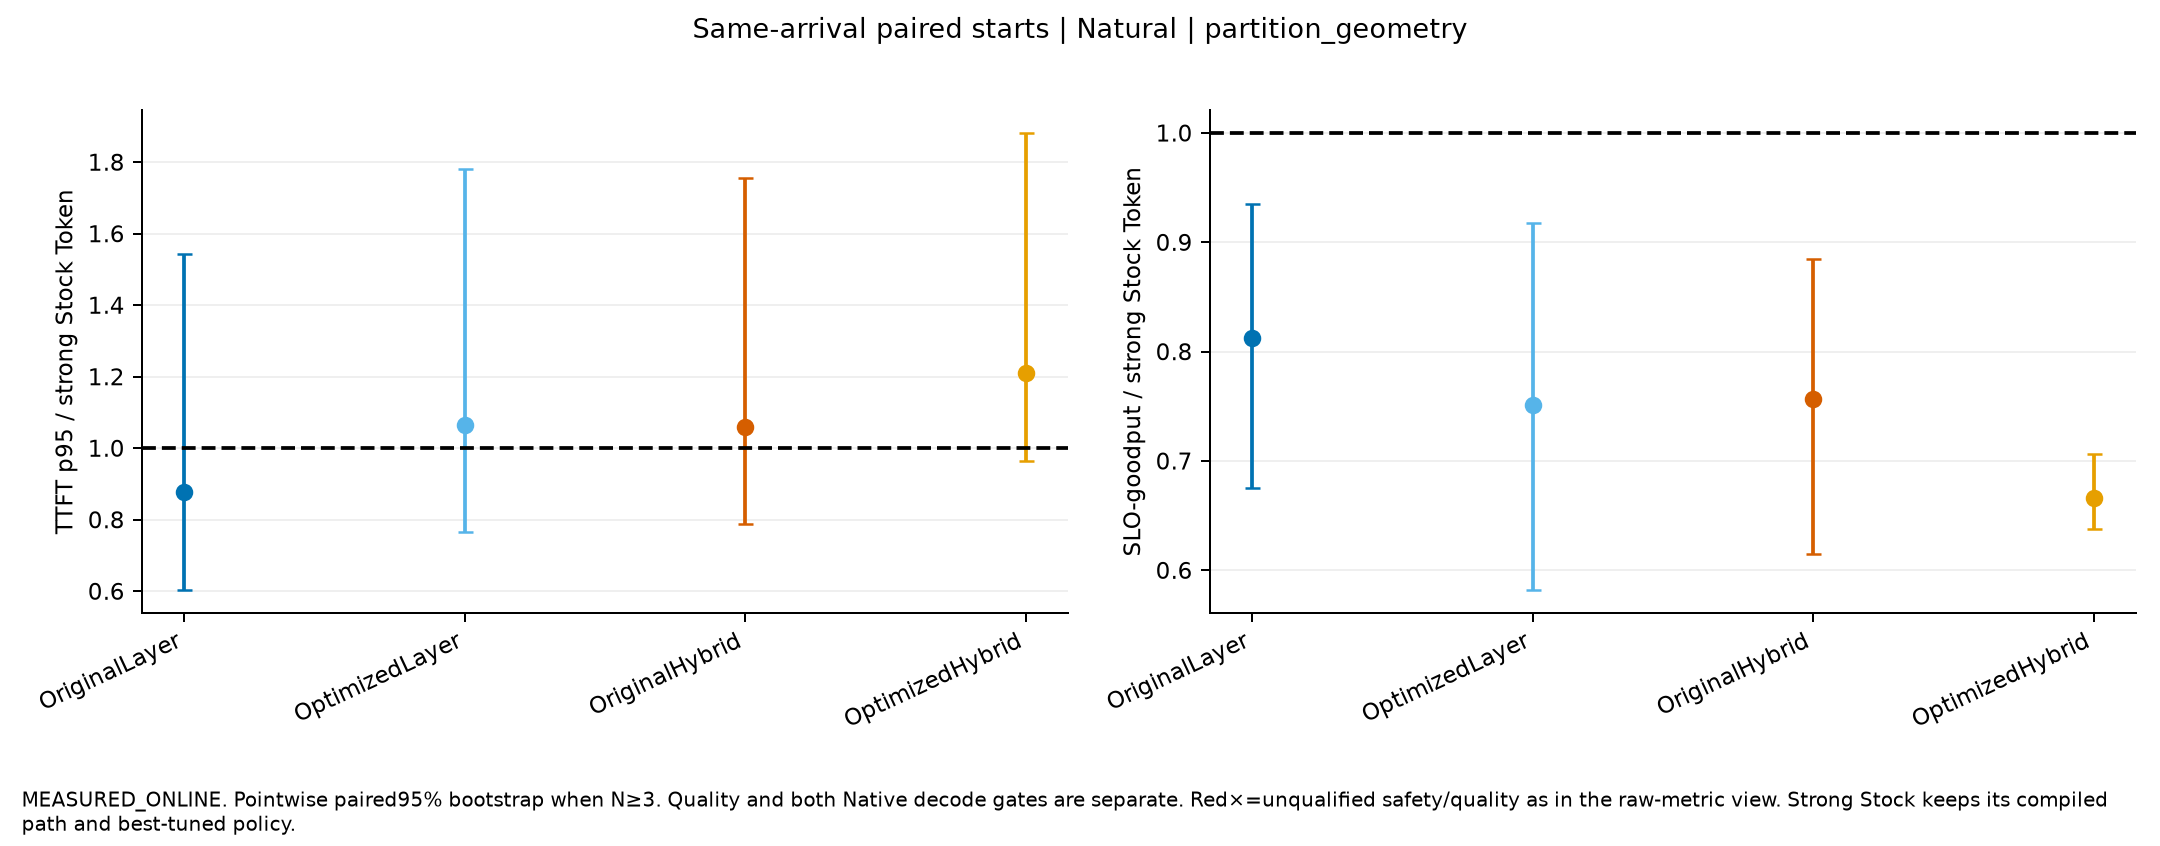 Same-arrival paired starts | Natural | partition_geometry
TTFT p95 / strong Stock Token
1.8
1.6
1.4
1.2
1.0
0.8
0.6
OriginalLayer
OptimizedLayer
OriginalHybrid
OptimizedHybrid
SLO-goodput / strong Stock Token
1.0
0.9
0.8
0.7
0.6
OriginalLayer
OptimizedLayer
OriginalHybrid
OptimizedHybrid
MEASURED_ONLINE. Pointwise paired95% bootstrap when N≥3. Quality and both Native decode gates are separate. Red×=unqualified safety/quality as in the raw-metric view. Strong Stock keeps its compiled
path and best-tuned policy.